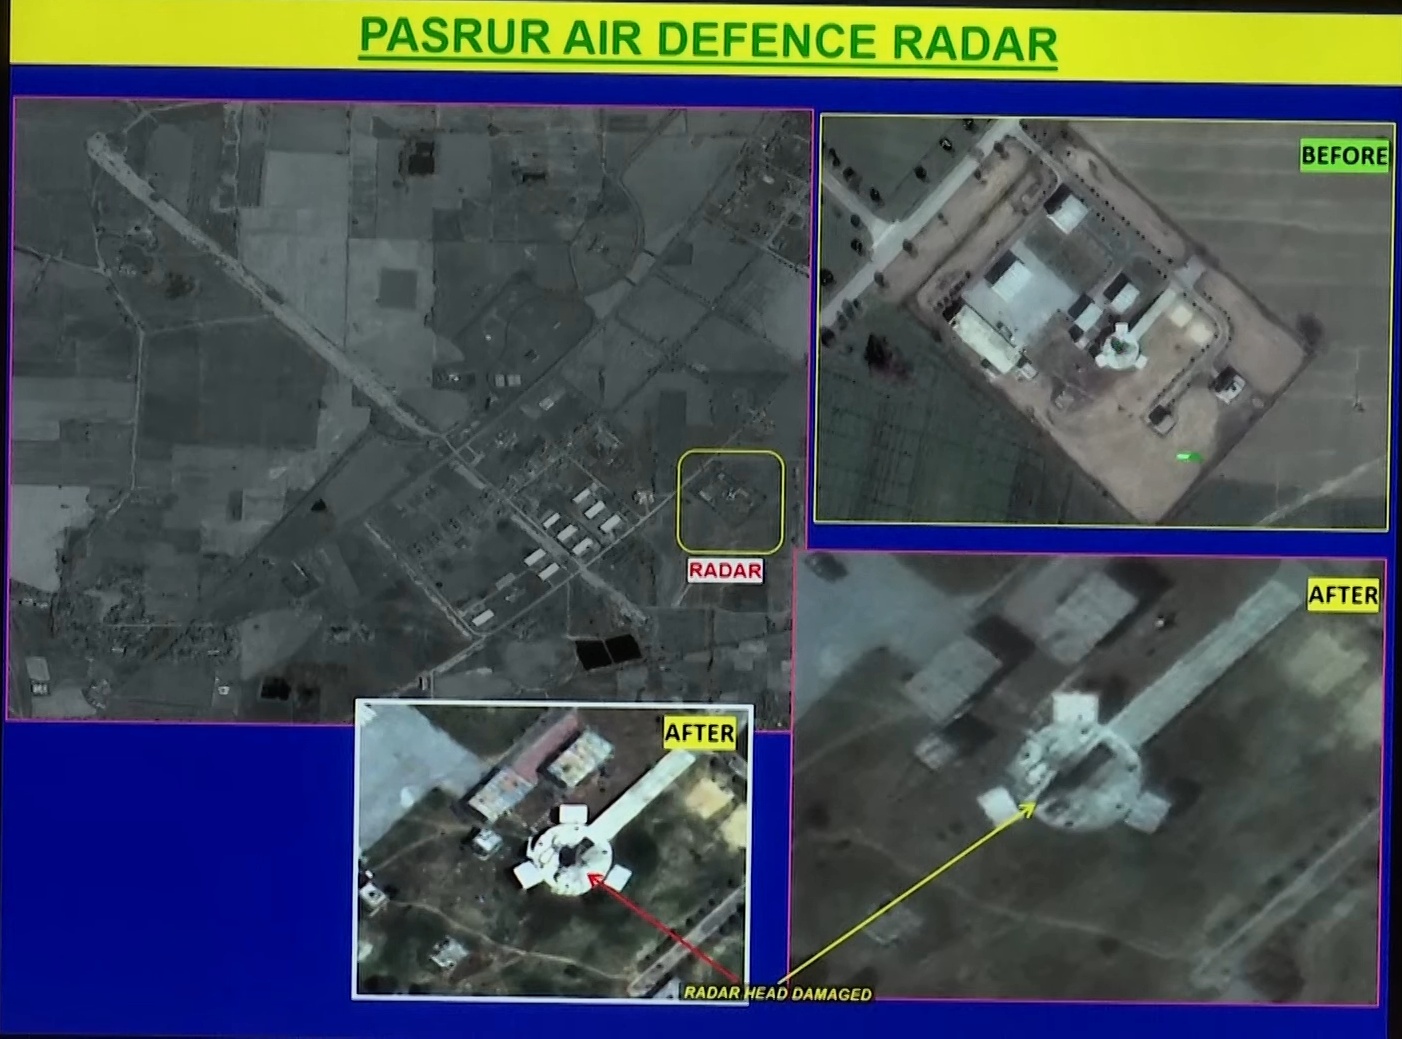 PASRUR AIR DEFENCE RADAR
BEFORE
RADAR
AFTER
AFTER
RADAR HEAD DAMAGED